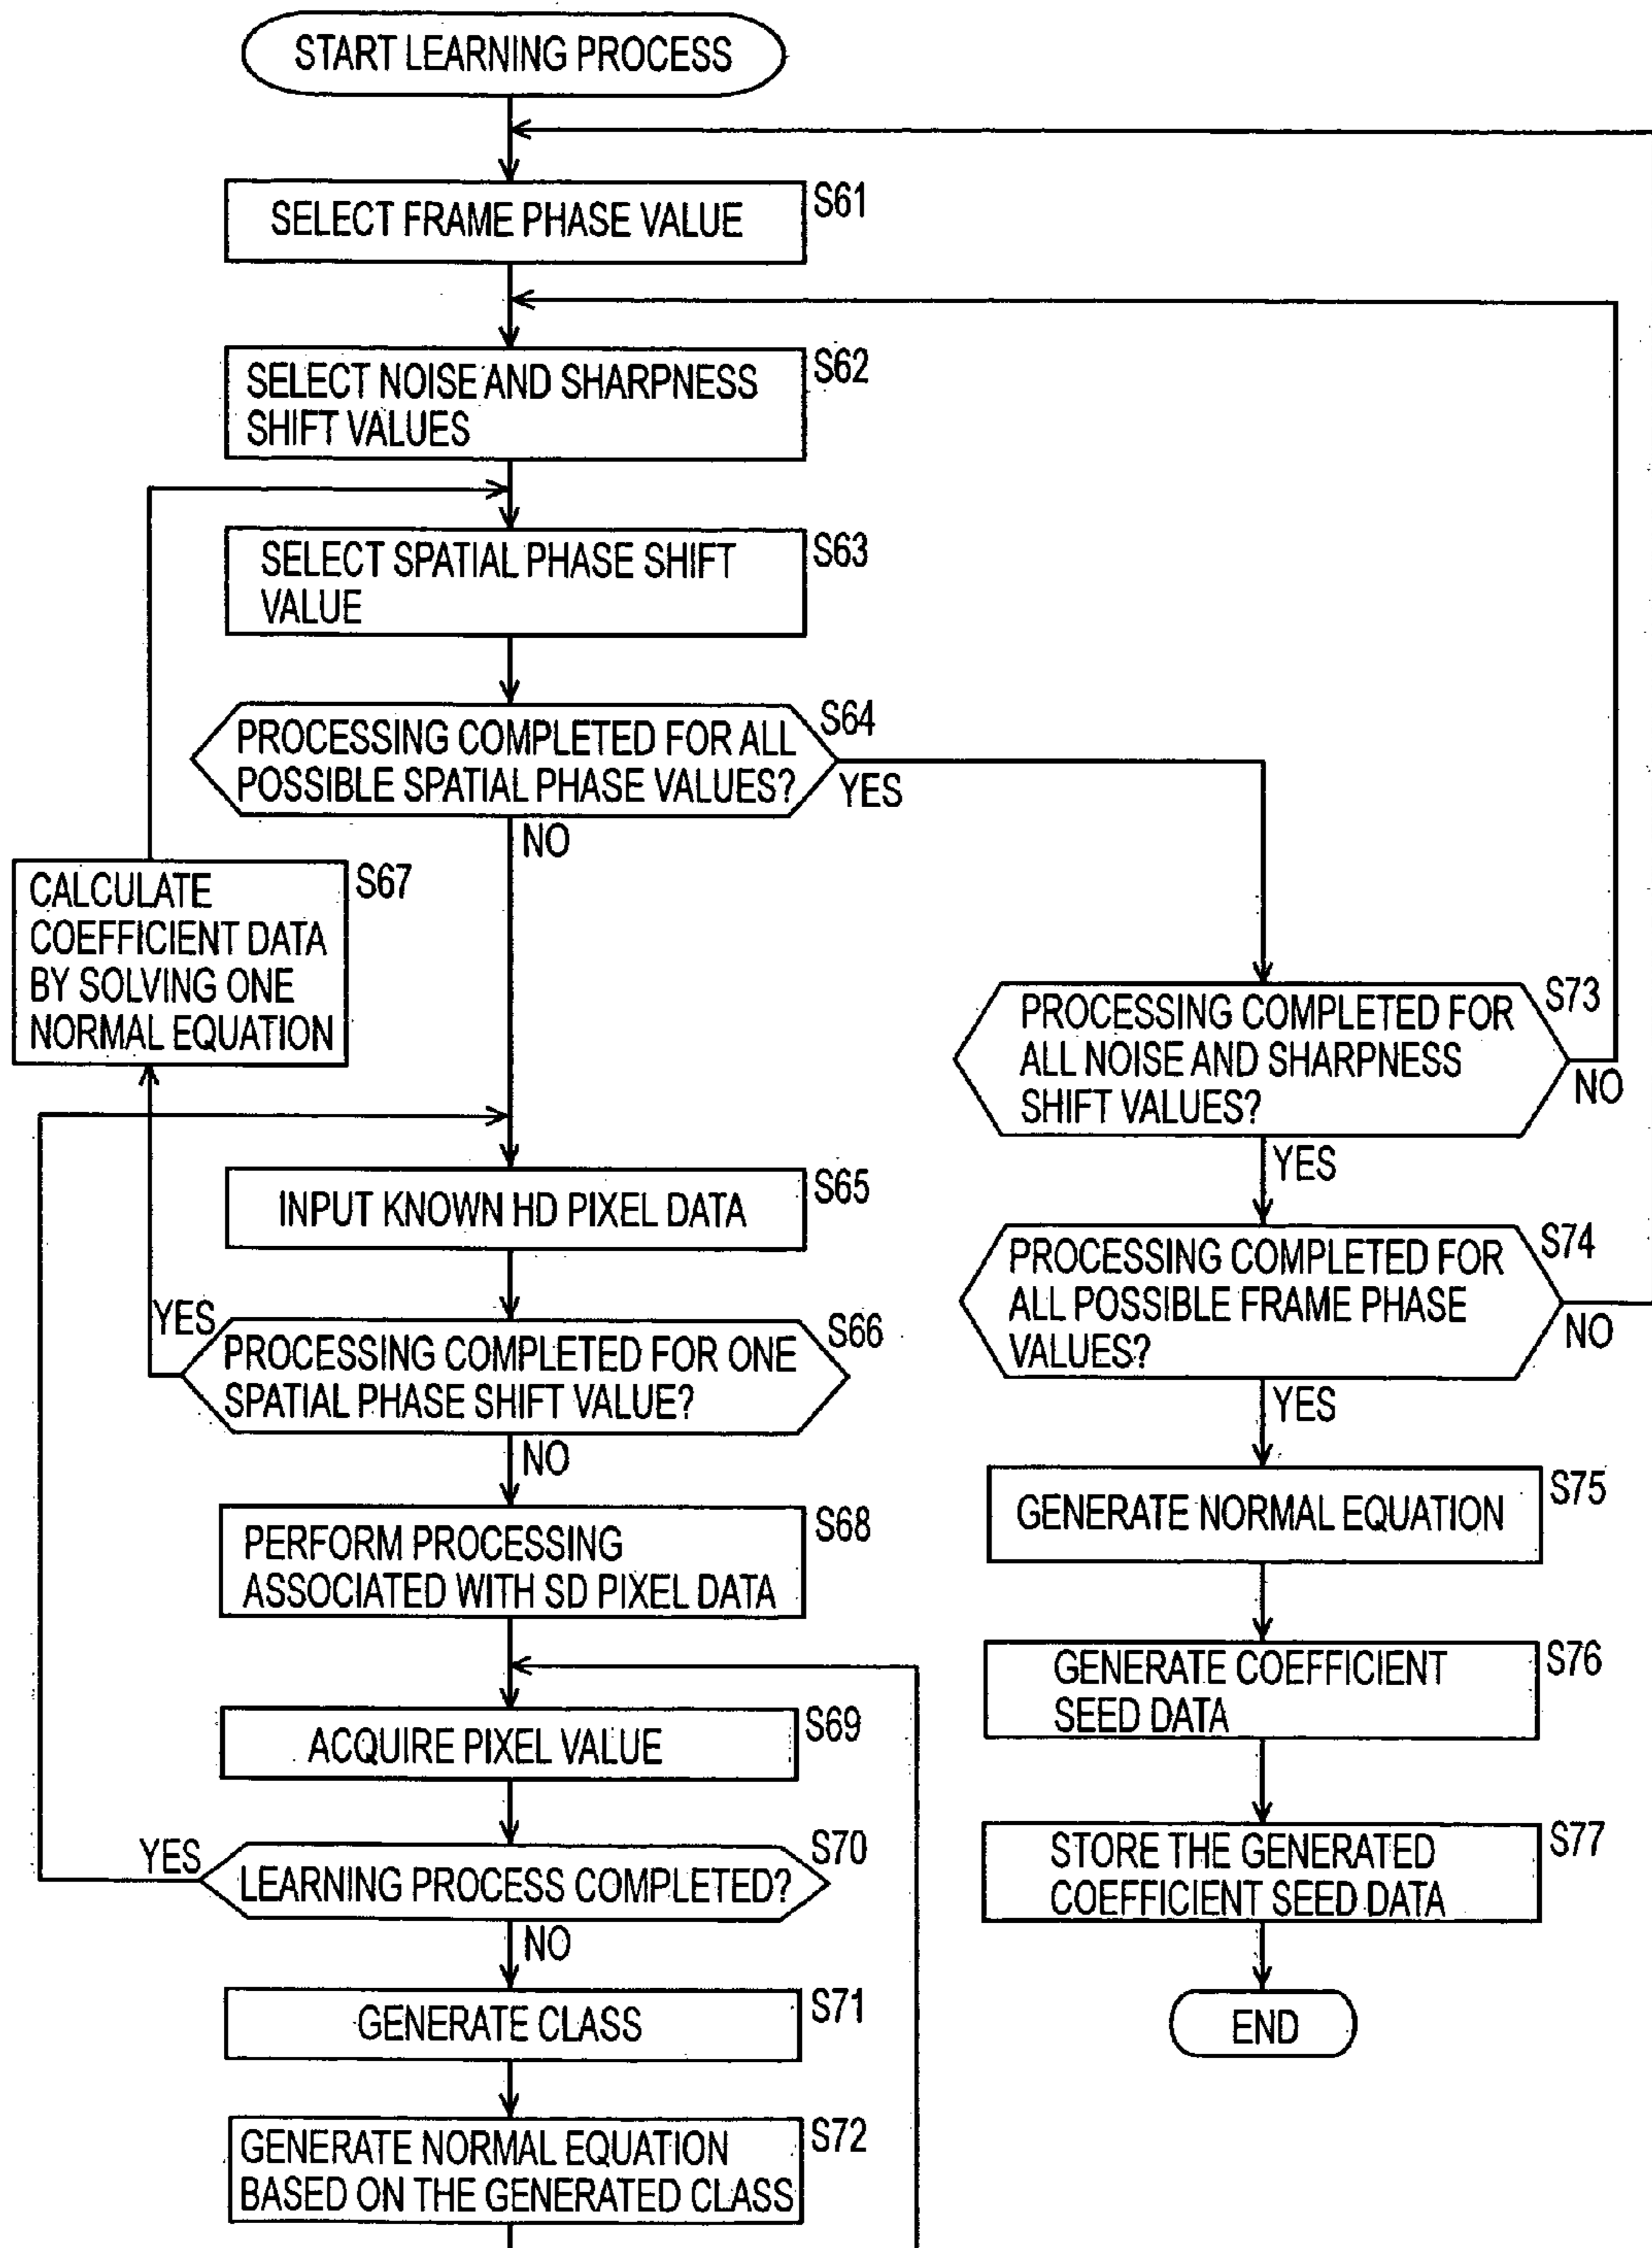 START LEARNING PROCESS
SELECT FRAME PHASE VALUE
S61
SELECT NOISE AND SHARPNESS
SHIFT VALUES
S62
SELECT SPATIAL PHASE SHIFT
VALUE
S63
PROCESSING COMPLETED FOR ALL
POSSIBLE SPATIAL PHASE VALUES?
S64
YES
NO
CALCULATE
COEFFICIENT DATA
BY SOLVING ONE
NORMAL EQUATION
S67
INPUT KNOWN HD PIXEL DATA
S65
YES
PROCESSING COMPLETED FOR ONE
SPATIAL PHASE SHIFT VALUE?
S66
NO
PERFORM PROCESSING
ASSOCIATED WITH SD PIXEL DATA
S68
ACQUIRE PIXEL VALUE
S69
YES
LEARNING PROCESS COMPLETED?
S70
NO
GENERATE CLASS
S71
GENERATE NORMAL EQUATION
BASED ON THE GENERATED CLASS
S72
PROCESSING COMPLETED FOR
ALL NOISE AND SHARPNESS
SHIFT VALUES?
S73
NO
YES
PROCESSING COMPLETED FOR
ALL POSSIBLE FRAME PHASE
VALUES?
S74
NO
YES
GENERATE NORMAL EQUATION
S75
GENERATE COEFFICIENT
SEED DATA
S76
STORE THE GENERATED
COEFFICIENT SEED DATA
S77
END